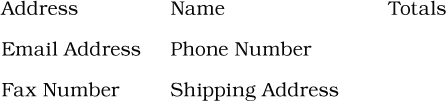 Address Name Totals
Email Address Phone Number
Fax Number Shipping Address